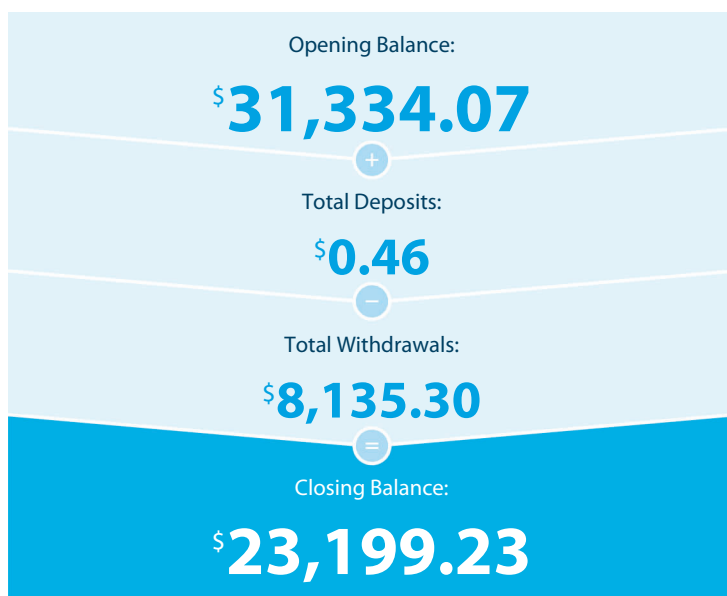 Opening Balance:
$31,334.07
+
Total Deposits:
$0.46
−
Total Withdrawals:
$8,135.30
=
Closing Balance:
$23,199.23